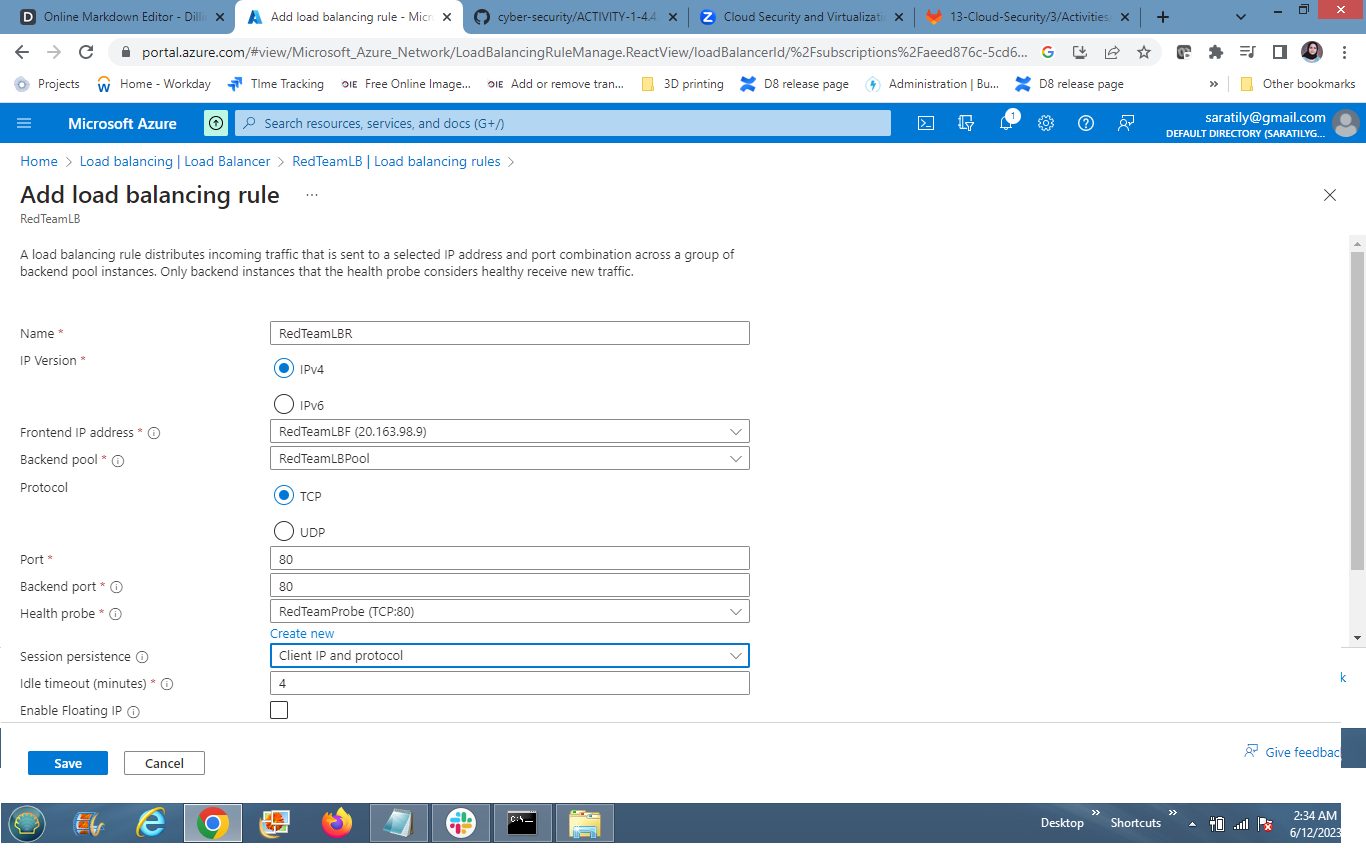 Online Markdown Editor - Dilli
Add load balancing rule - Micr
cyber-security/ACTIVITY-1-4.4
Cloud Security and Virtualizati
13-Cloud-Security/3/Activities
portal.azure.com/#view/Microsoft_Azure_Network/LoadBalancingRuleManage.ReactView/loadBalancerId/%2Fsubscriptions%2Faeed876c-5cd6...
Projects
Home - Workday
TIme Tracking
Free Online Image...
Add or remove tran...
3D printing
D8 release page
Administration | Bu...
D8 release page
»
Other bookmarks
Microsoft Azure
Search resources, services, and docs (G+/)
1
saratily@gmail.com
DEFAULT DIRECTORY (SARATILYG...
Home > Load balancing | Load Balancer > RedTeamLB | Load balancing rules >
Add load balancing rule ...
RedTeamLB
A load balancing rule distributes incoming traffic that is sent to a selected IP address and port combination across a group of
backend pool instances. Only backend instances that the health probe considers healthy receive new traffic.
Name * RedTeamLBR
IP Version * IPv4
IPv6
Frontend IP address * RedTeamLBF (20.163.98.9)
Backend pool * RedTeamLBPool
Protocol TCP
UDP
Port * 80
Backend port * 80
Health probe * RedTeamProbe (TCP:80)
Create new
Session persistence Client IP and protocol
k
Idle timeout (minutes) * 4
Enable Floating IP
Save
Cancel
Give feedbac
Desktop » Shortcuts »
2:34 AM
6/12/2023